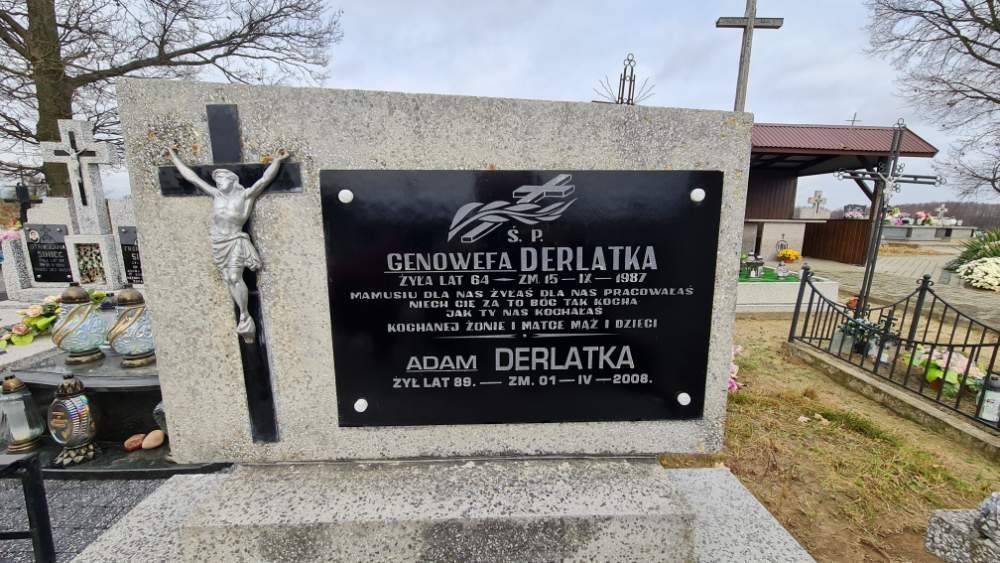 Ś. P.
GENOWEFA DERLATKA
ŻYŁA LAT 64 — ZM. 15 — IX — 1987
MAMUSIU DLA NAS ŻYŁAŚ DLA NAS PRACOWAŁAŚ
NIECH CIĘ ZA TO BÓG TAK KOCHA
JAK TY NAS KOCHAŁAŚ
KOCHANEJ ŻONIE I MATCE MĄŻ I DZIECI
ADAM DERLATKA
ŻYŁ LAT 89. — ZM. 01 — IV — 2008.